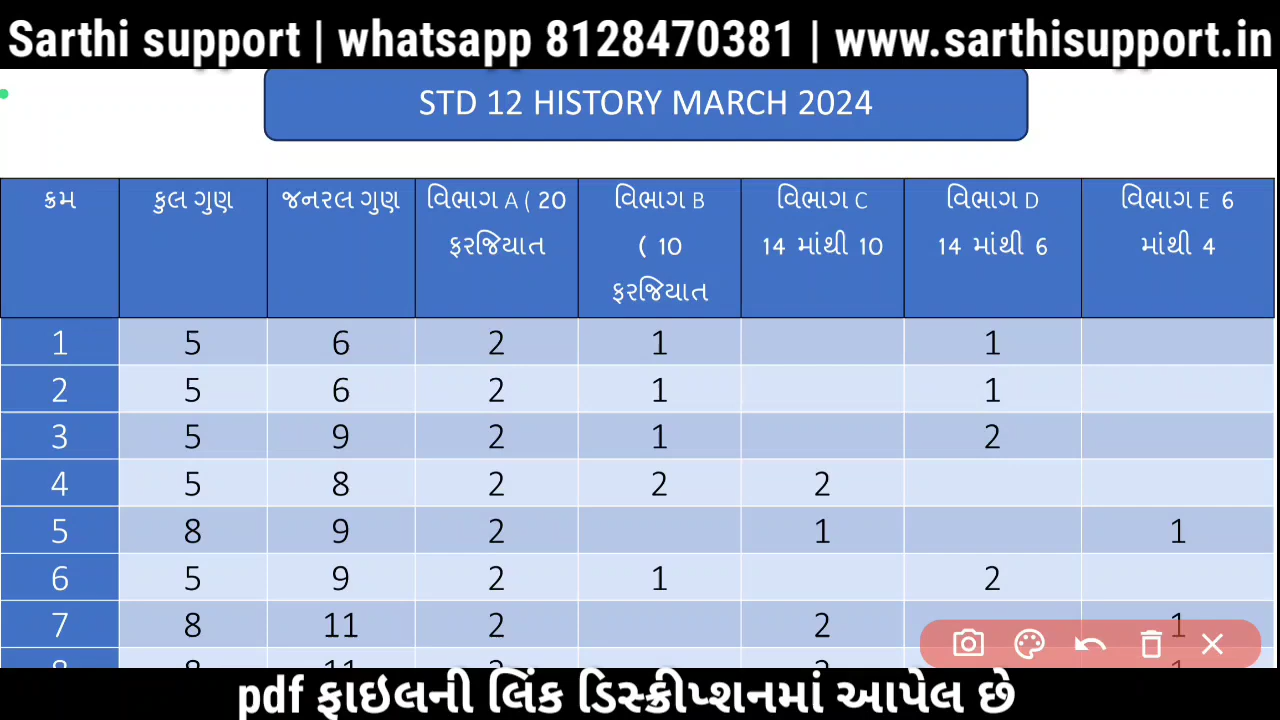 Sarthi support | whatsapp 8128470381 | www.sarthisupport.in
STD 12 HISTORY MARCH 2024
ક્રમ કુલ ગુણ જનરલ ગુણ વિભાગ A ( 20 ફરજિયાત વિભાગ B ( 10 ફરજિયાત વિભાગ C 14 માંથી 10 વિભાગ D 14 માંથી 6 વિભાગ E 6 માંથી 4
1 5 6 2 1 1
2 5 6 2 1 1
3 5 9 2 1 2
4 5 8 2 2 2
5 8 9 2 1 1
6 5 9 2 1 2
7 8 11 2 2 1
pdf ફાઇલની લિંક ડિસ્ક્રીપ્શનમાં આપેલ છે